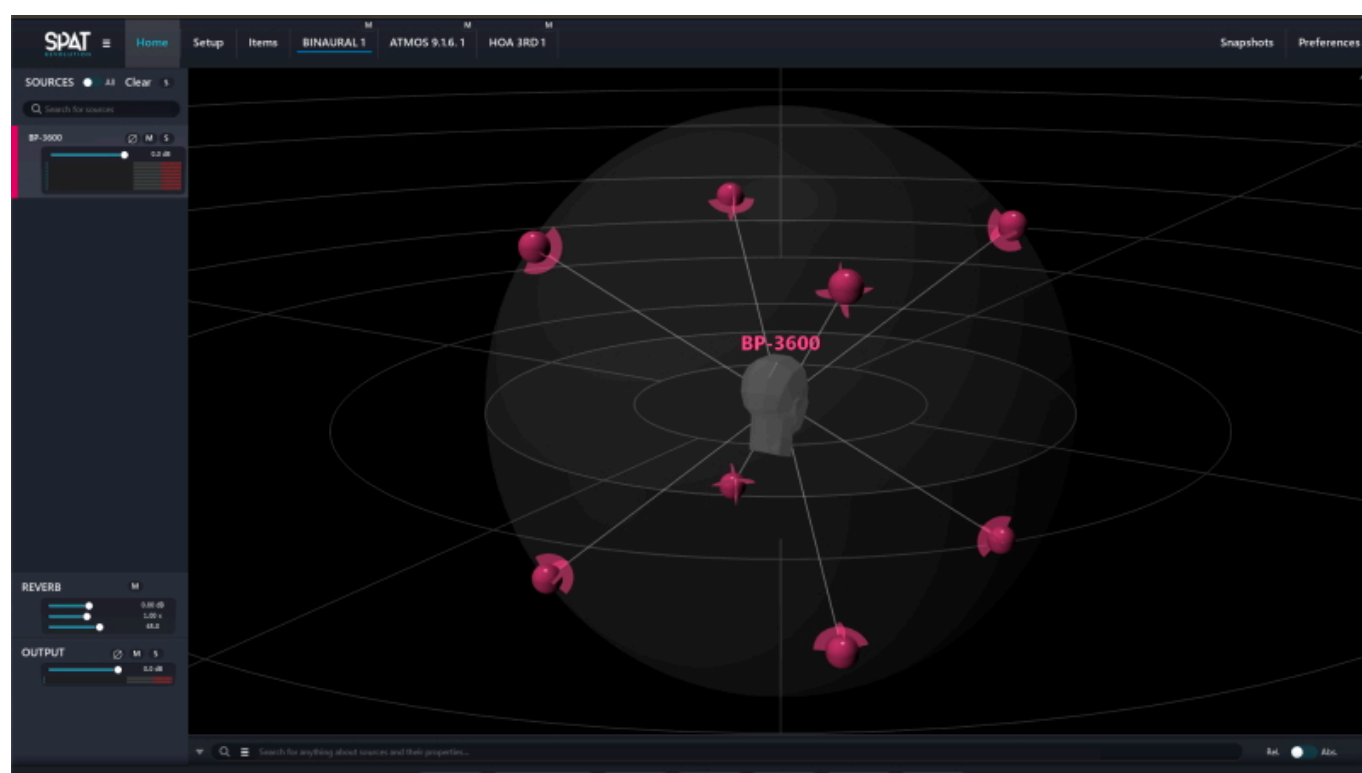 M M M
SPAT Home Setup Items BINAURAL 1 ATMOS 9.1.6. 1 HOA 3RD 1 Snapshots Preferences
REVOLUTION
SOURCES All Clear S
Search for sources
BP-3600 M S
0.0 dB
BP-3600
REVERB M
0.00 dB
1.00 s
OUTPUT M S
0.0 dB
Search for anything about sources and their properties...
Rel. Abs.